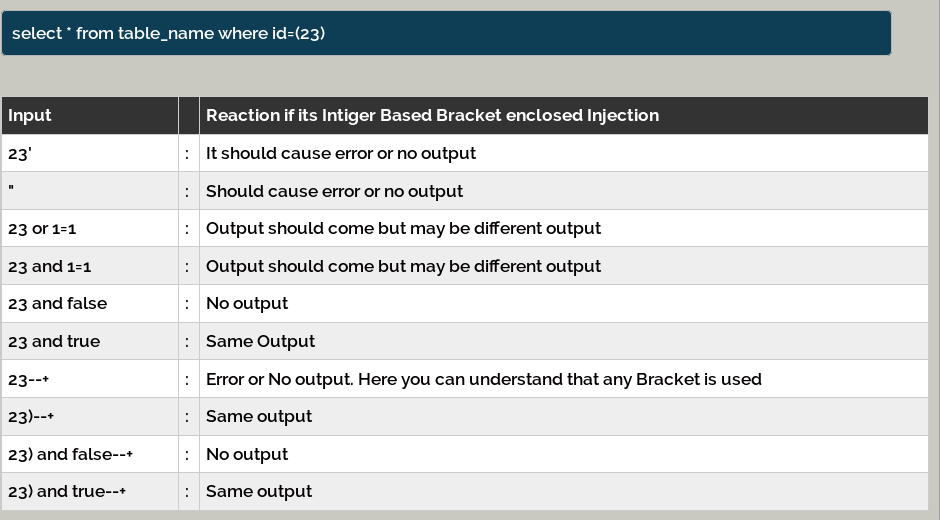 select * from table_name where id=(23)
Input Reaction if its Intiger Based Bracket enclosed Injection
23' : It should cause error or no output
" : Should cause error or no output
23 or 1=1 : Output should come but may be different output
23 and 1=1 : Output should come but may be different output
23 and false : No output
23 and true : Same Output
23--+ : Error or No output. Here you can understand that any Bracket is used
23)--+ : Same output
23) and false--+ : No output
23) and true--+ : Same output